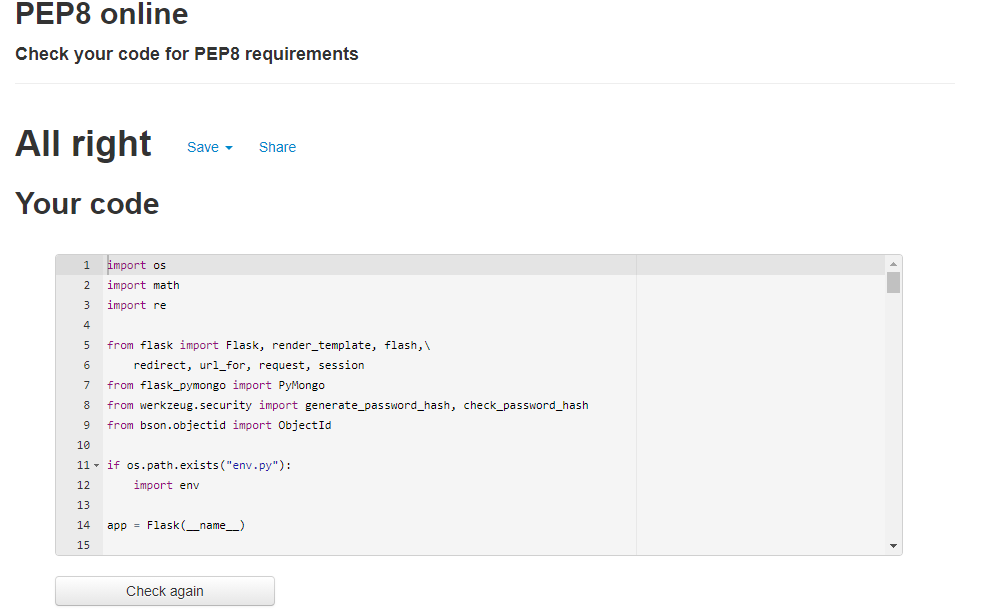 PEP8 online
Check your code for PEP8 requirements
All right Save Share
Your code
1 import os
2 import math
3 import re
4
5 from flask import Flask, render_template, flash,\
6     redirect, url_for, request, session
7 from flask_pymongo import PyMongo
8 from werkzeug.security import generate_password_hash, check_password_hash
9 from bson.objectid import ObjectId
10
11 if os.path.exists("env.py"):
12     import env
13
14 app = Flask(__name__)
15
Check again